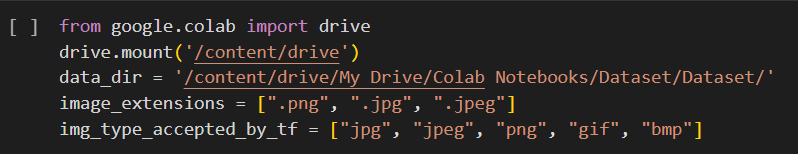 [ ] from google.colab import drive
drive.mount('/content/drive')
data_dir = '/content/drive/My Drive/Colab Notebooks/Dataset/Dataset/'
image_extensions = [".png", ".jpg", ".jpeg"]
img_type_accepted_by_tf = ["jpg", "jpeg", "png", "gif", "bmp"]